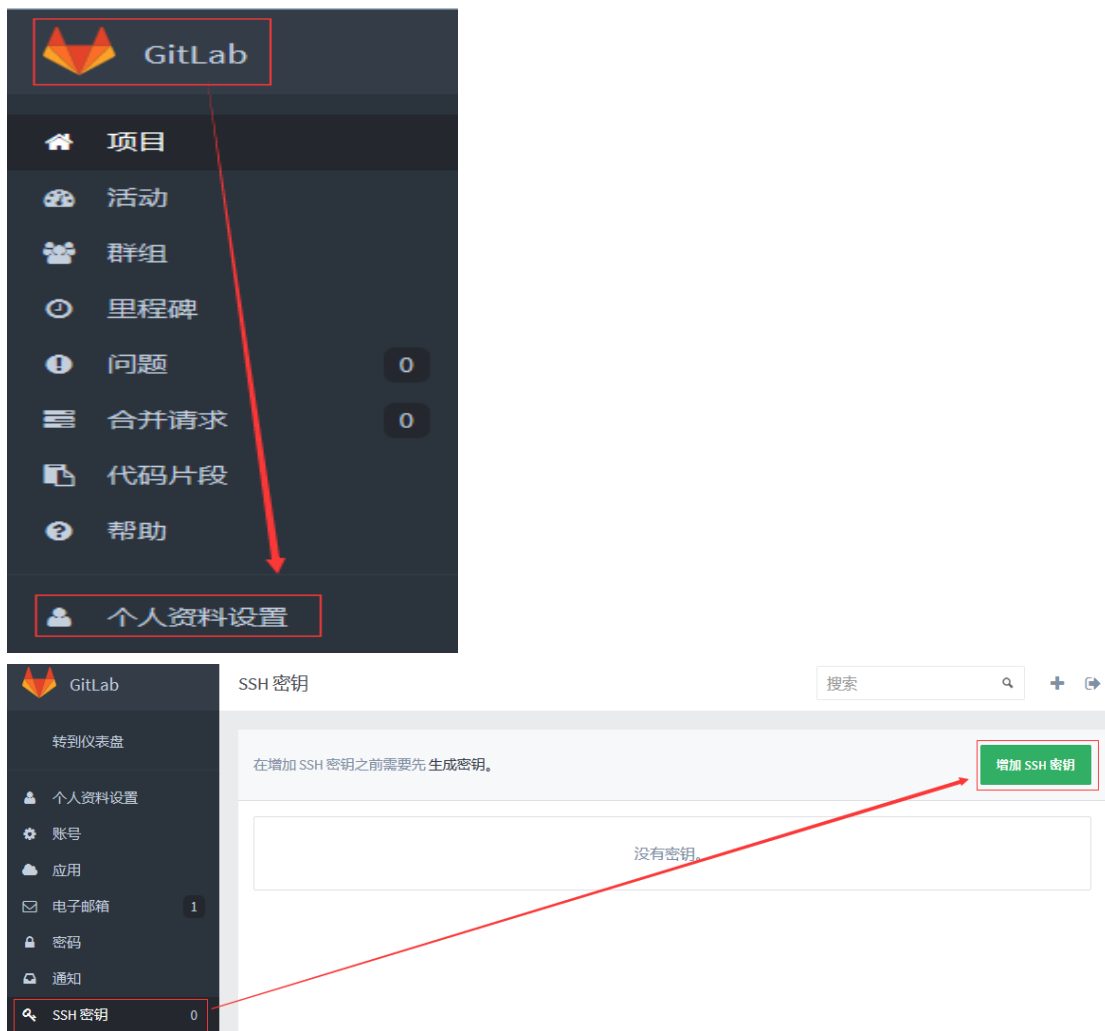 GitLab
项目
活动
群组
里程碑
问题 0
合并请求 0
代码片段
帮助
个人资料设置
GitLab SSH 密钥 搜索
转到仪表盘
在增加 SSH 密钥之前需要先 生成密钥。 增加 SSH 密钥
个人资料设置
账号
没有密钥。
应用
电子邮箱 1
密码
通知
SSH 密钥 0